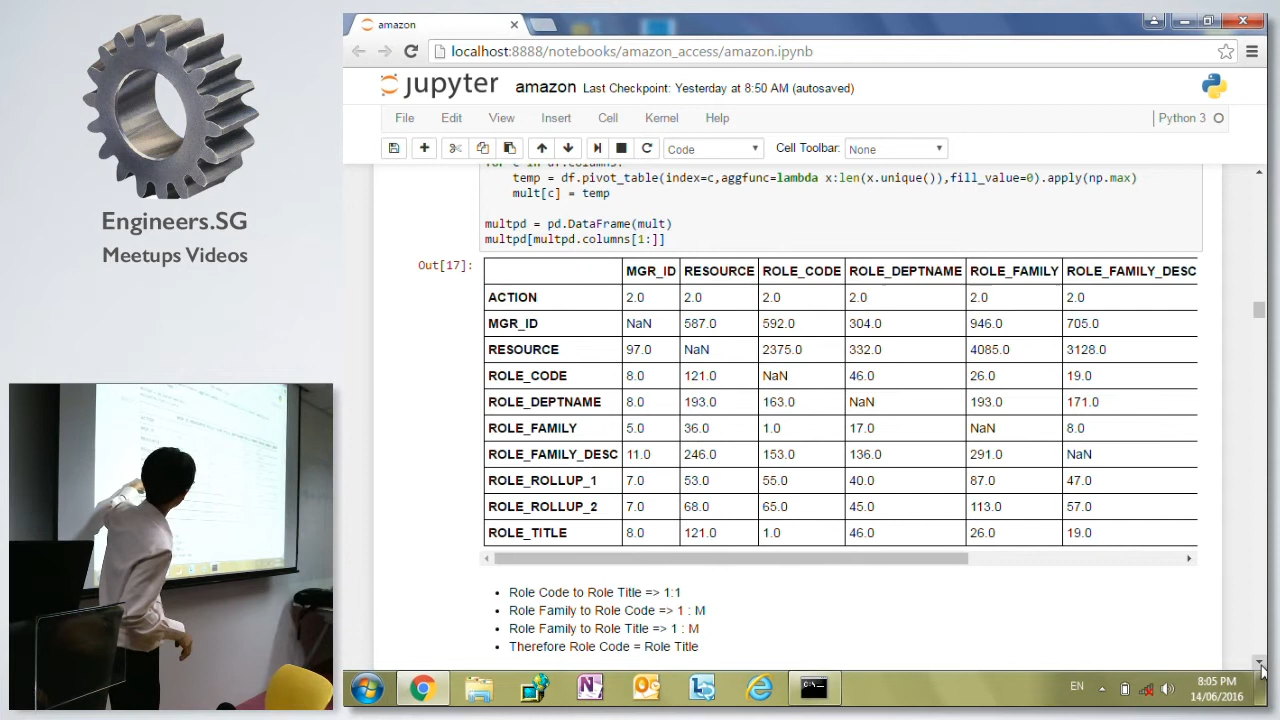 amazon
localhost:8888/notebooks/amazon_access/amazon.ipynb
jupyter amazon Last Checkpoint: Yesterday at 8:50 AM (autosaved)
File Edit View Insert Cell Kernel Help Python 3
Code Cell Toolbar: None
for c in df.columns:
temp = df.pivot_table(index=c,aggfunc=lambda x:len(x.unique()),fill_value=0).apply(np.max)
mult[c] = temp
multpd = pd.DataFrame(mult)
multpd[multpd.columns[1:]]
Out[17]:
MGR_ID RESOURCE ROLE_CODE ROLE_DEPTNAME ROLE_FAMILY ROLE_FAMILY_DESC
ACTION 2.0 2.0 2.0 2.0 2.0 2.0
MGR_ID NaN 587.0 592.0 304.0 946.0 705.0
RESOURCE 97.0 NaN 2375.0 332.0 4085.0 3128.0
ROLE_CODE 8.0 121.0 NaN 46.0 26.0 19.0
ROLE_DEPTNAME 8.0 193.0 163.0 NaN 193.0 171.0
ROLE_FAMILY 5.0 36.0 1.0 17.0 NaN 8.0
ROLE_FAMILY_DESC 11.0 246.0 153.0 136.0 291.0 NaN
ROLE_ROLLUP_1 7.0 53.0 55.0 40.0 87.0 47.0
ROLE_ROLLUP_2 7.0 68.0 65.0 45.0 113.0 57.0
ROLE_TITLE 8.0 121.0 1.0 46.0 26.0 19.0
• Role Code to Role Title => 1:1
• Role Family to Role Code => 1 : M
• Role Family to Role Title => 1 : M
• Therefore Role Code = Role Title
EN 8:05 PM
14/06/2016
Engineers.SG
Meetups Videos